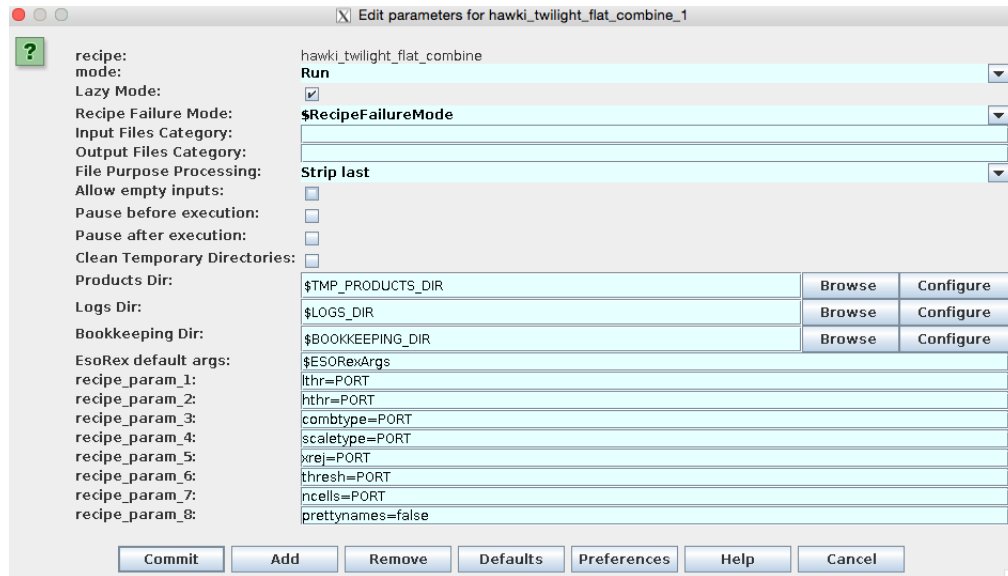 X Edit parameters for hawki_twilight_flat_combine_1
?
recipe: hawki_twilight_flat_combine
mode: Run
Lazy Mode:
Recipe Failure Mode: $RecipeFailureMode
Input Files Category:
Output Files Category:
File Purpose Processing: Strip last
Allow empty inputs:
Pause before execution:
Pause after execution:
Clean Temporary Directories:
Products Dir: $TMP_PRODUCTS_DIR Browse Configure
Logs Dir: $LOGS_DIR Browse Configure
Bookkeeping Dir: $BOOKKEEPING_DIR Browse Configure
EsoRex default args: $ESORexArgs
recipe_param_1: lthr=PORT
recipe_param_2: hthr=PORT
recipe_param_3: combtype=PORT
recipe_param_4: scaletype=PORT
recipe_param_5: xrej=PORT
recipe_param_6: thresh=PORT
recipe_param_7: ncells=PORT
recipe_param_8: prettynames=false
Commit Add Remove Defaults Preferences Help Cancel